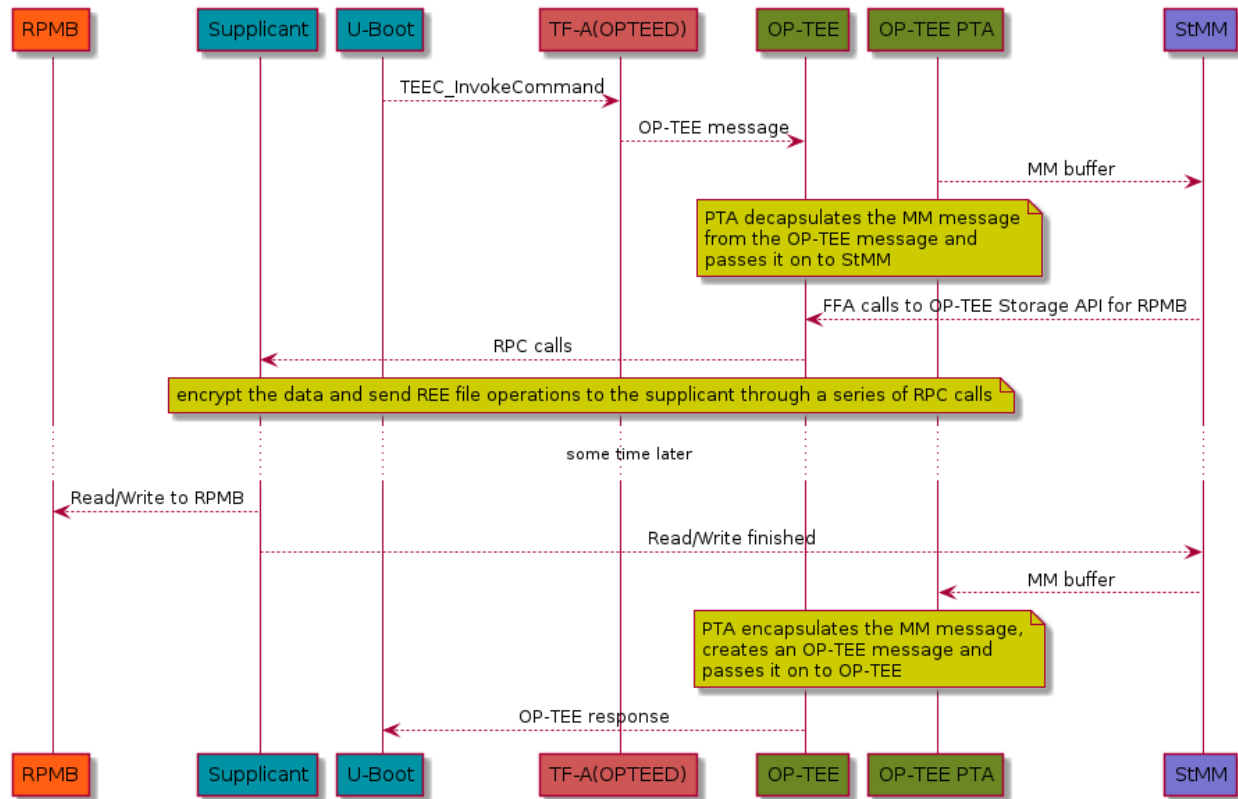 RPMB
Supplicant
U-Boot
TF-A(OPTEED)
OP-TEE
OP-TEE PTA
StMM
TEEC_InvokeCommand
OP-TEE message
MM buffer
PTA decapsulates the MM message
from the OP-TEE message and
passes it on to StMM
FFA calls to OP-TEE Storage API for RPMB
RPC calls
encrypt the data and send REE file operations to the supplicant through a series of RPC calls
some time later
Read/Write to RPMB
Read/Write finished
MM buffer
PTA encapsulates the MM message,
creates an OP-TEE message and
passes it on to OP-TEE
OP-TEE response
RPMB
Supplicant
U-Boot
TF-A(OPTEED)
OP-TEE
OP-TEE PTA
StMM